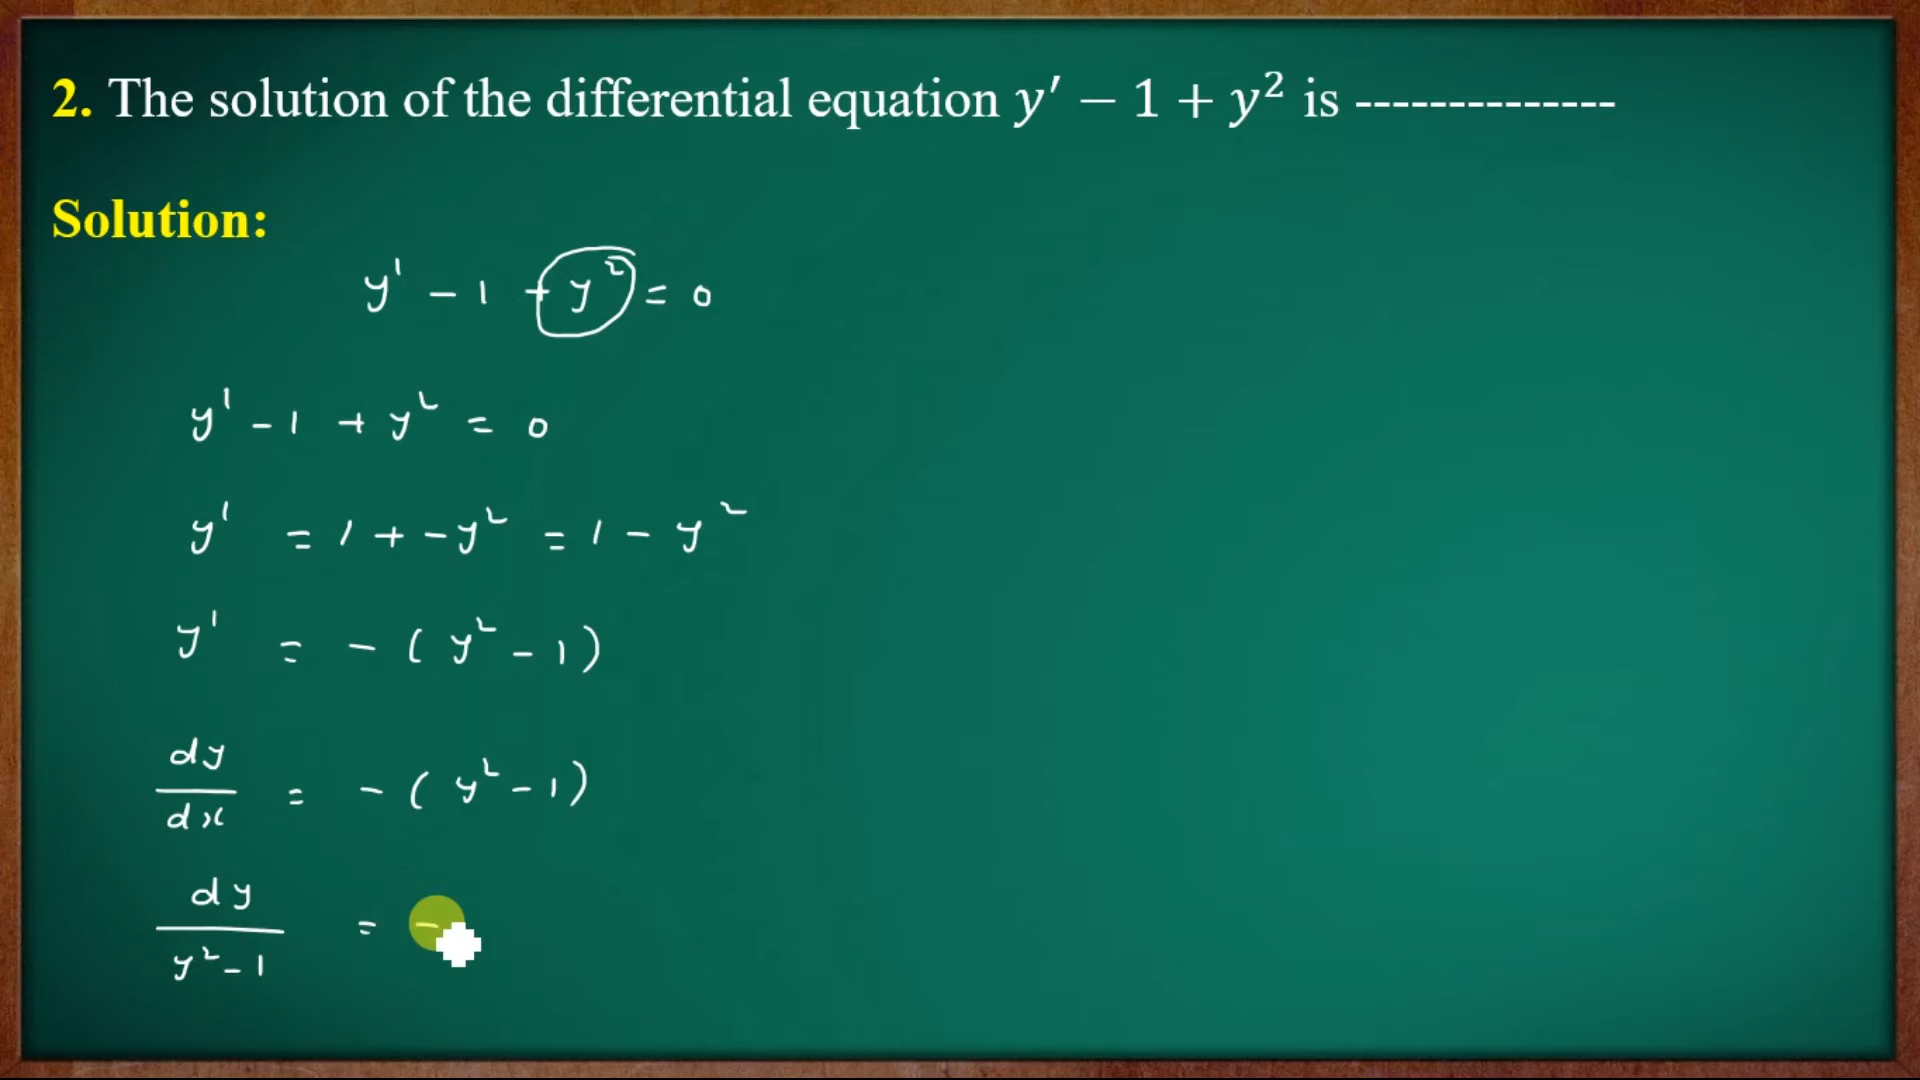 2. The solution of the differential equation y′ − 1 + y² is --------------
Solution:
y' - 1 + y² = 0
y' - 1 + y² = 0
y' = 1 + - y² = 1 - y²
y' = - ( y² - 1 )
dy/dx = - ( y² - 1 )
dy/y² - 1 = -